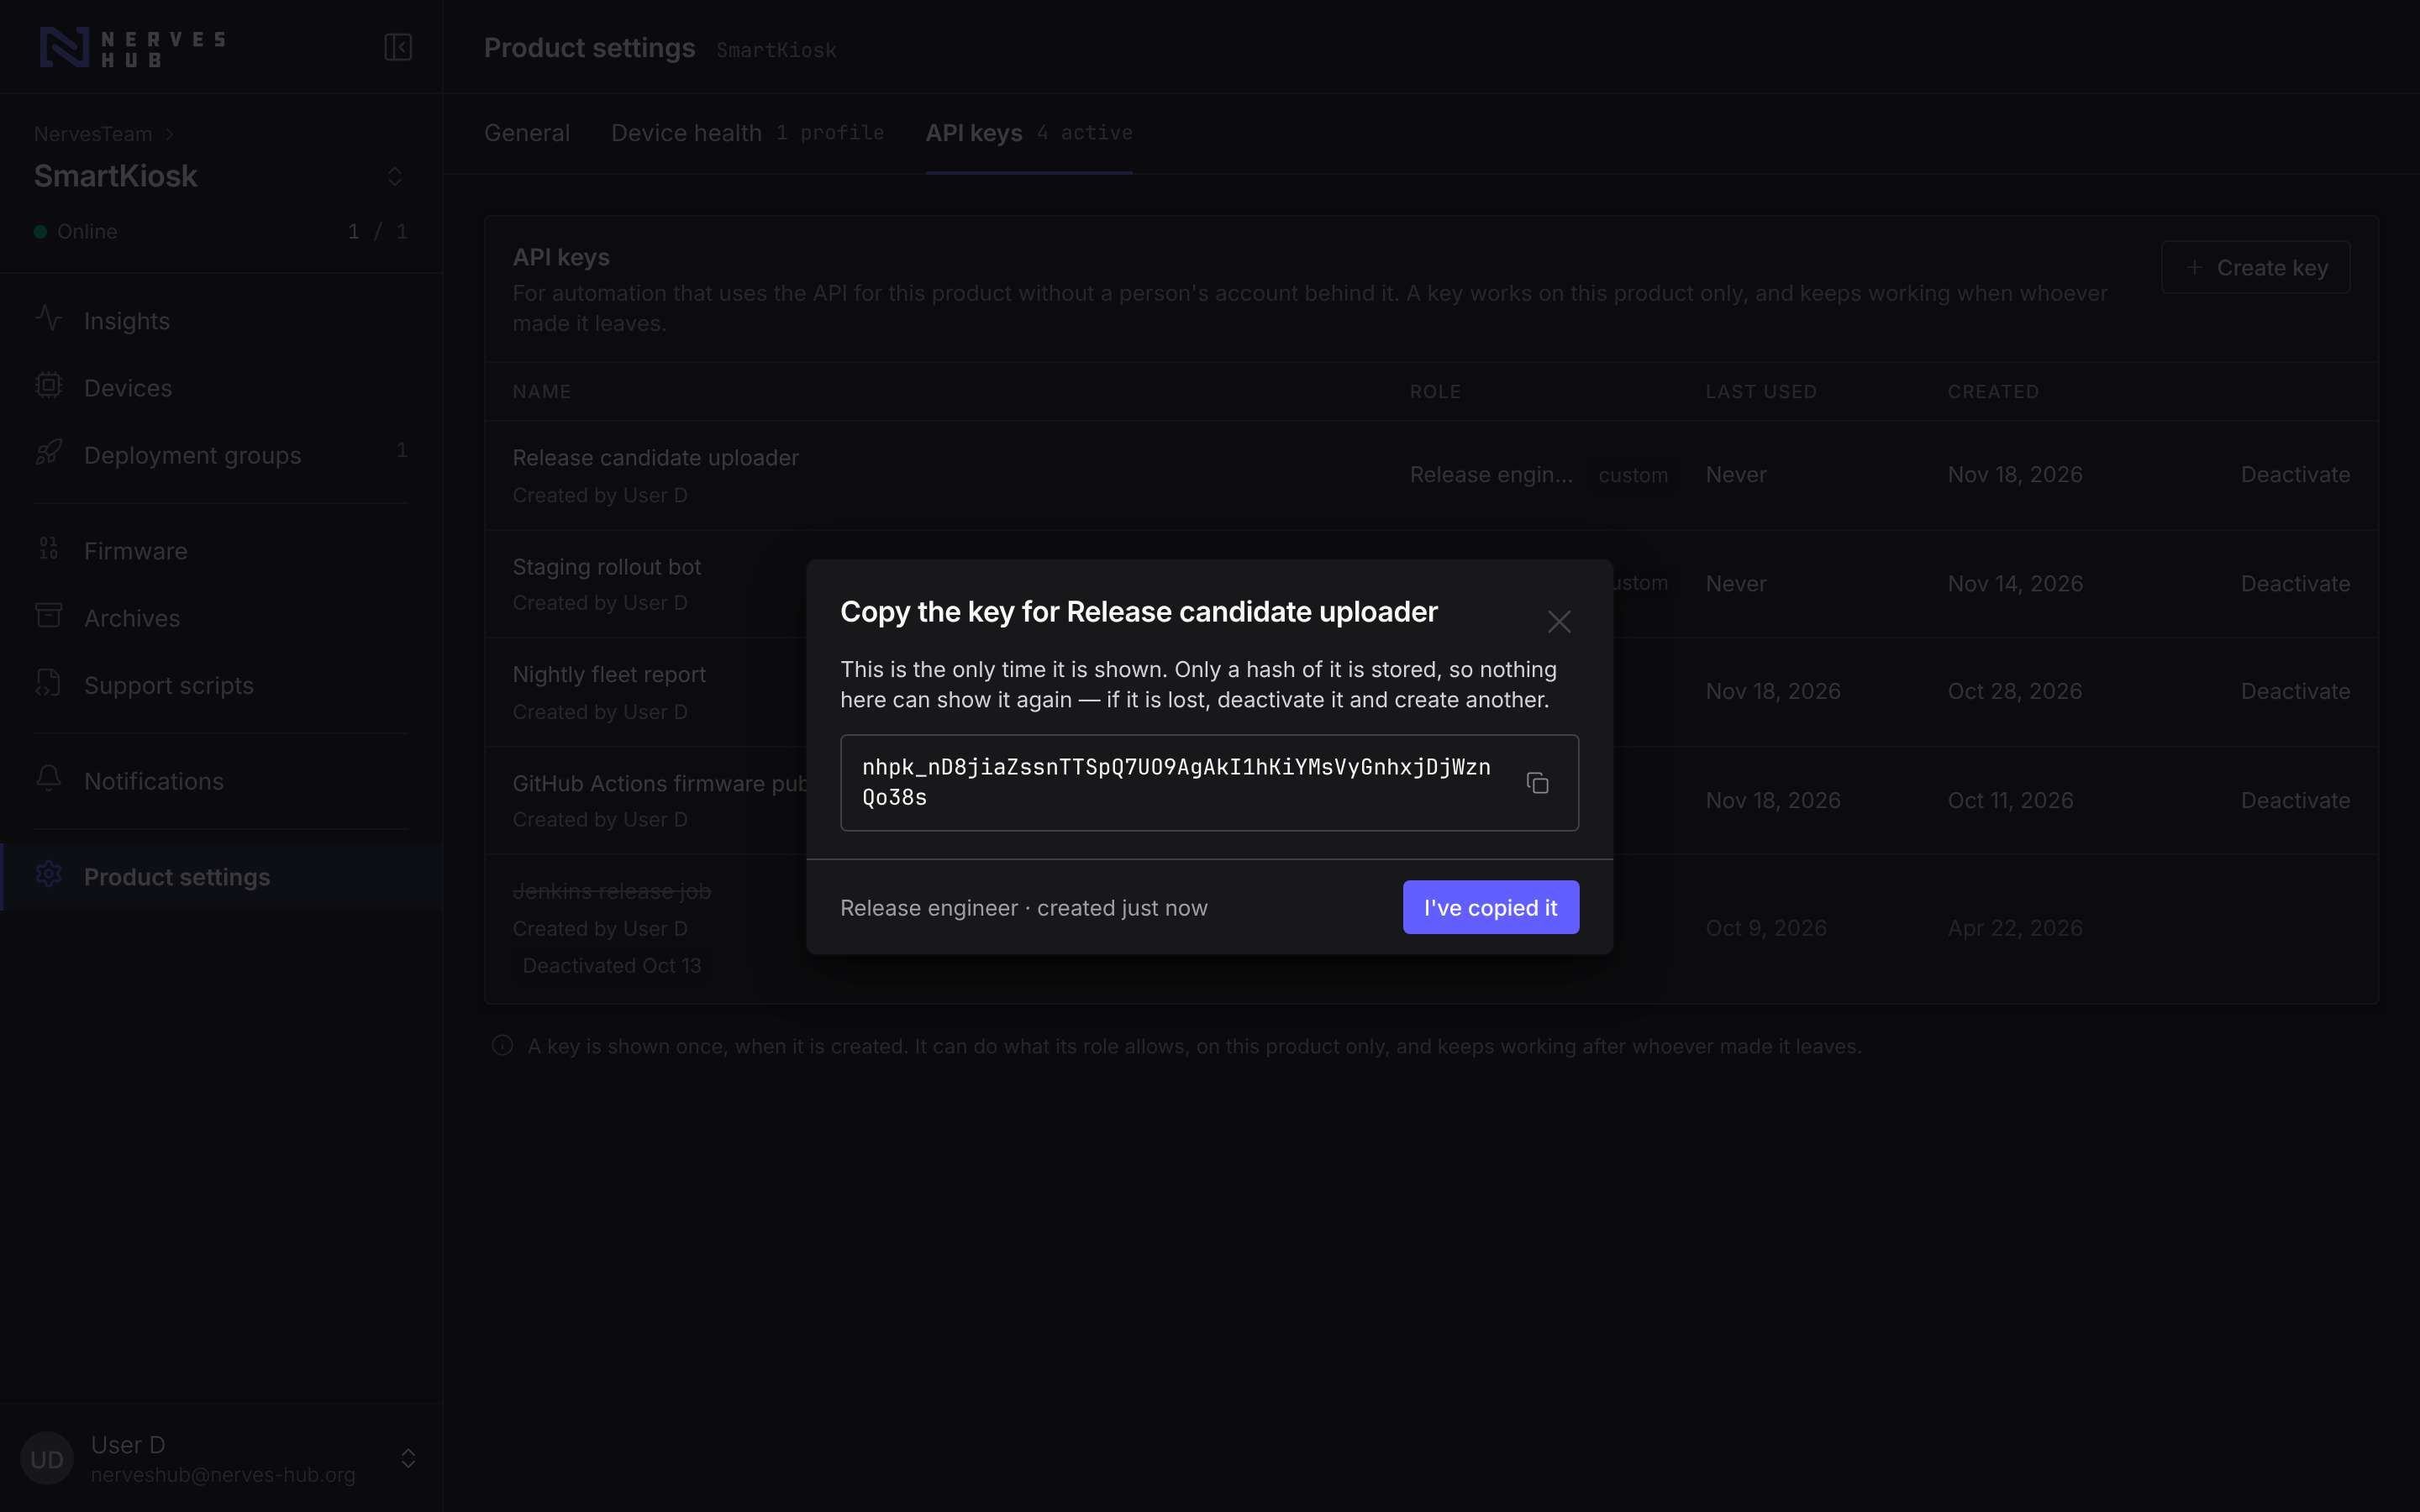 NERVES
HUB
Product settings SmartKiosk
NervesTeam
SmartKiosk
Online 1 / 1
Insights
Devices
Deployment groups 1
Firmware
Archives
Support scripts
Notifications
Product settings
UD
User D
nerveshub@nerves-hub.org
General Device health 1 profile API keys 4 active
API keys
For automation that uses the API for this product without a person's account behind it. A key works on this product only, and keeps working when whoever
made it leaves.
Create key
NAME ROLE LAST USED CREATED
Release candidate uploader
Created by User D
Release engin... custom Never Nov 18, 2026 Deactivate
Staging rollout bot
Created by User D
Never Nov 14, 2026 Deactivate
Nightly fleet report
Created by User D
Nov 18, 2026 Oct 28, 2026 Deactivate
GitHub Actions firmware
Created by User D
Nov 18, 2026 Oct 11, 2026 Deactivate
Jenkins release job
Created by User D
Deactivated Oct 13
Oct 9, 2026 Apr 22, 2026
A key is shown once, when it is created. It can do what its role allows, on this product only, and keeps working after whoever made it leaves.
Copy the key for Release candidate uploader
This is the only time it is shown. Only a hash of it is stored, so nothing
here can show it again — if it is lost, deactivate it and create another.
nhpk_nD8jiaZssnTTSpQ7UO9AgAkI1hKiYMsVyGnhxjDjWzn
Qo38s
Release engineer · created just now
I've copied it